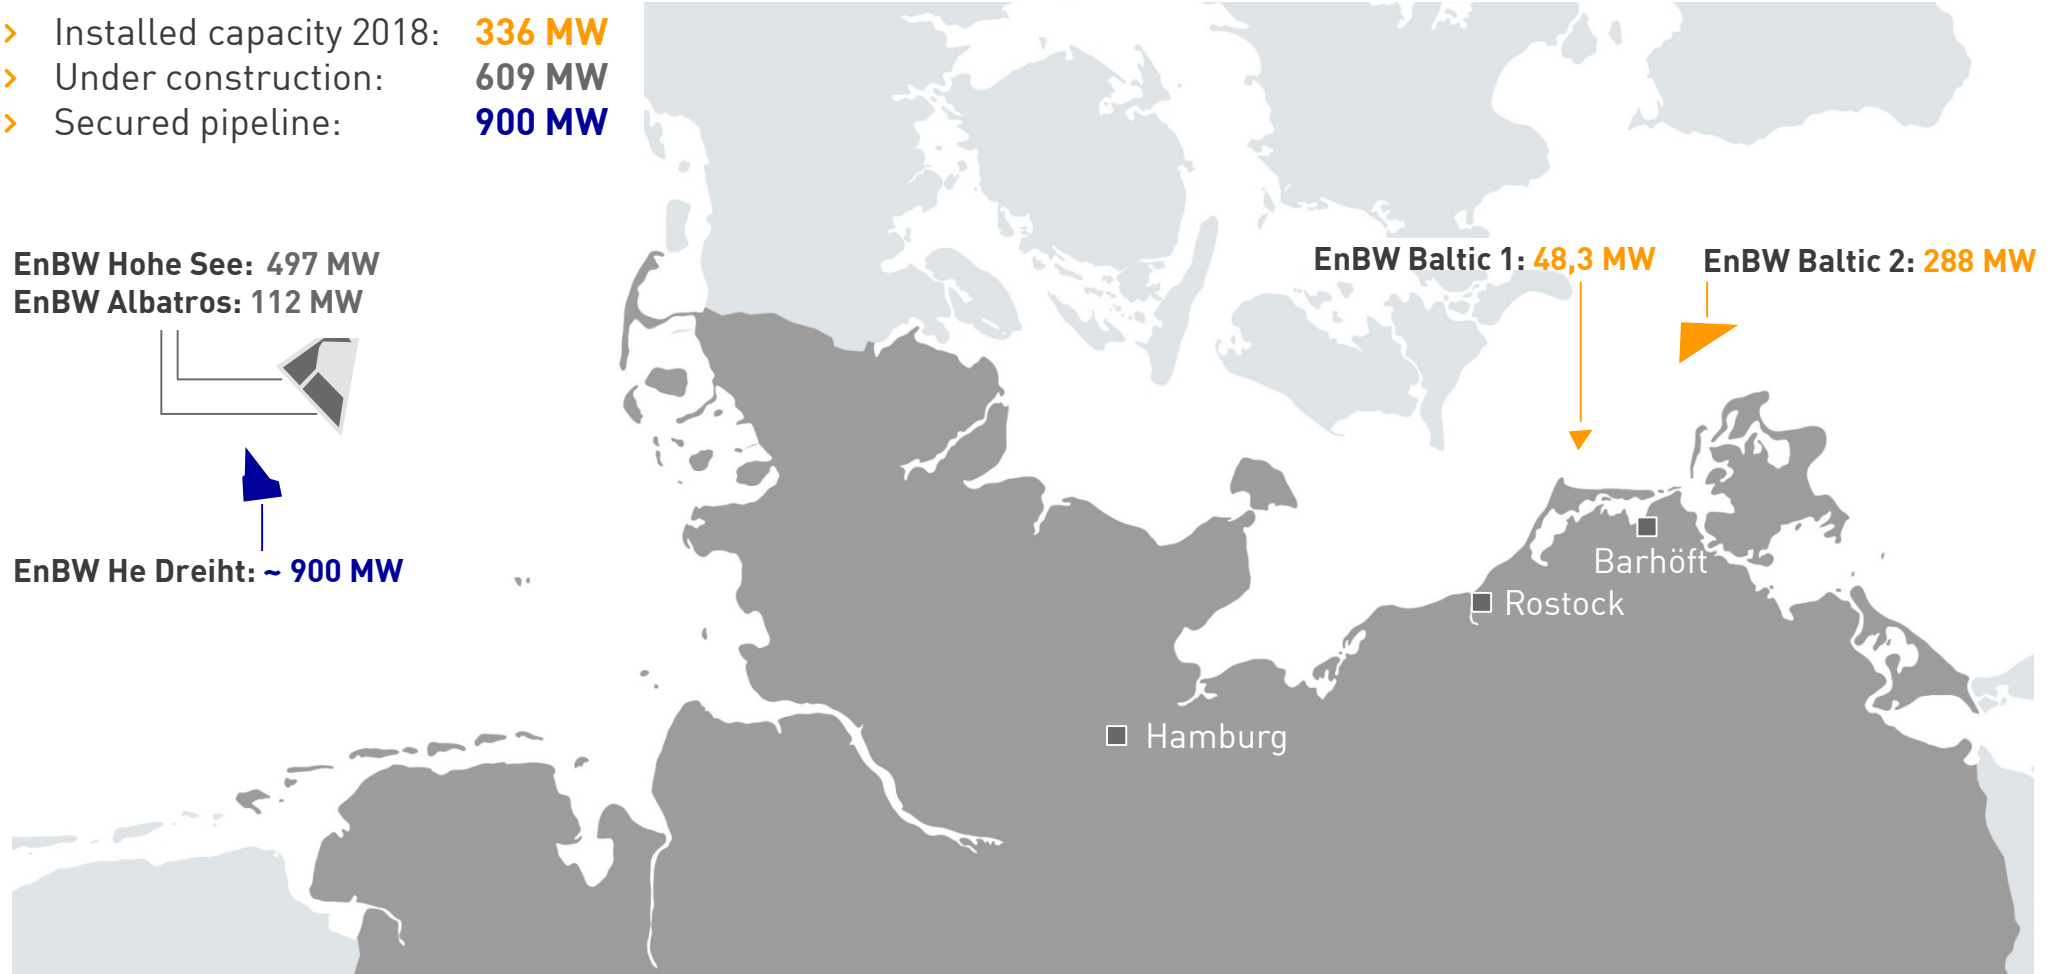 Installed capacity 2018: 336 MW
Under construction: 609 MW
Secured pipeline: 900 MW
EnBW Hohe See: 497 MW
EnBW Albatros: 112 MW
EnBW Baltic 1: 48,3 MW
EnBW Baltic 2: 288 MW
EnBW He Dreiht: ~ 900 MW
Barhöft
Rostock
Hamburg